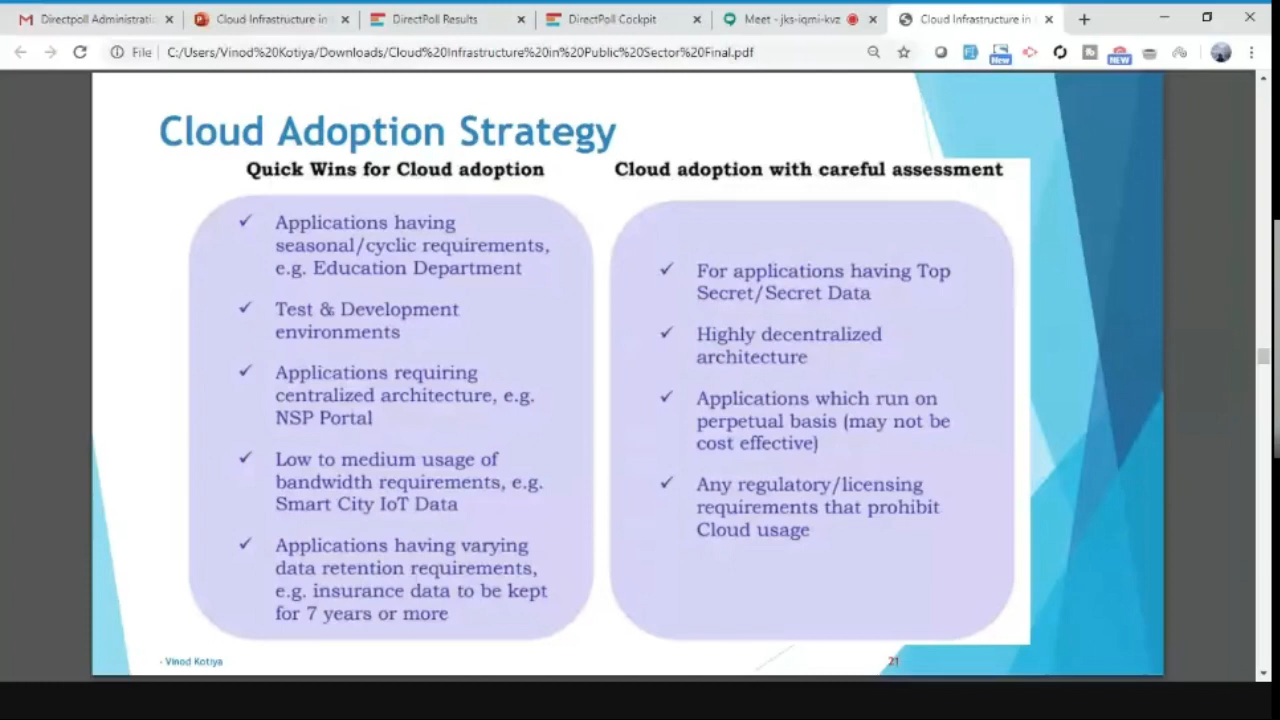 Directpoll Administrati
Cloud Infrastructure in
DirectPoll Results
DirectPoll Cockpit
Meet - jks-iqmi-kvz
Cloud Infrastructure in
File
C:/Users/Vinod%20Kotiya/Downloads/Cloud%20Infrastructure%20in%20Public%20Sector%20Final.pdf
New
NEW
Cloud Adoption Strategy
Quick Wins for Cloud adoption
Applications having
seasonal/cyclic requirements,
e.g. Education Department
Test & Development
environments
Applications requiring
centralized architecture, e.g.
NSP Portal
Low to medium usage of
bandwidth requirements, e.g.
Smart City IoT Data
Applications having varying
data retention requirements,
e.g. insurance data to be kept
for 7 years or more
Cloud adoption with careful assessment
For applications having Top
Secret/Secret Data
Highly decentralized
architecture
Applications which run on
perpetual basis (may not be
cost effective)
Any regulatory/licensing
requirements that prohibit
Cloud usage
- Vinod Kotiya
21